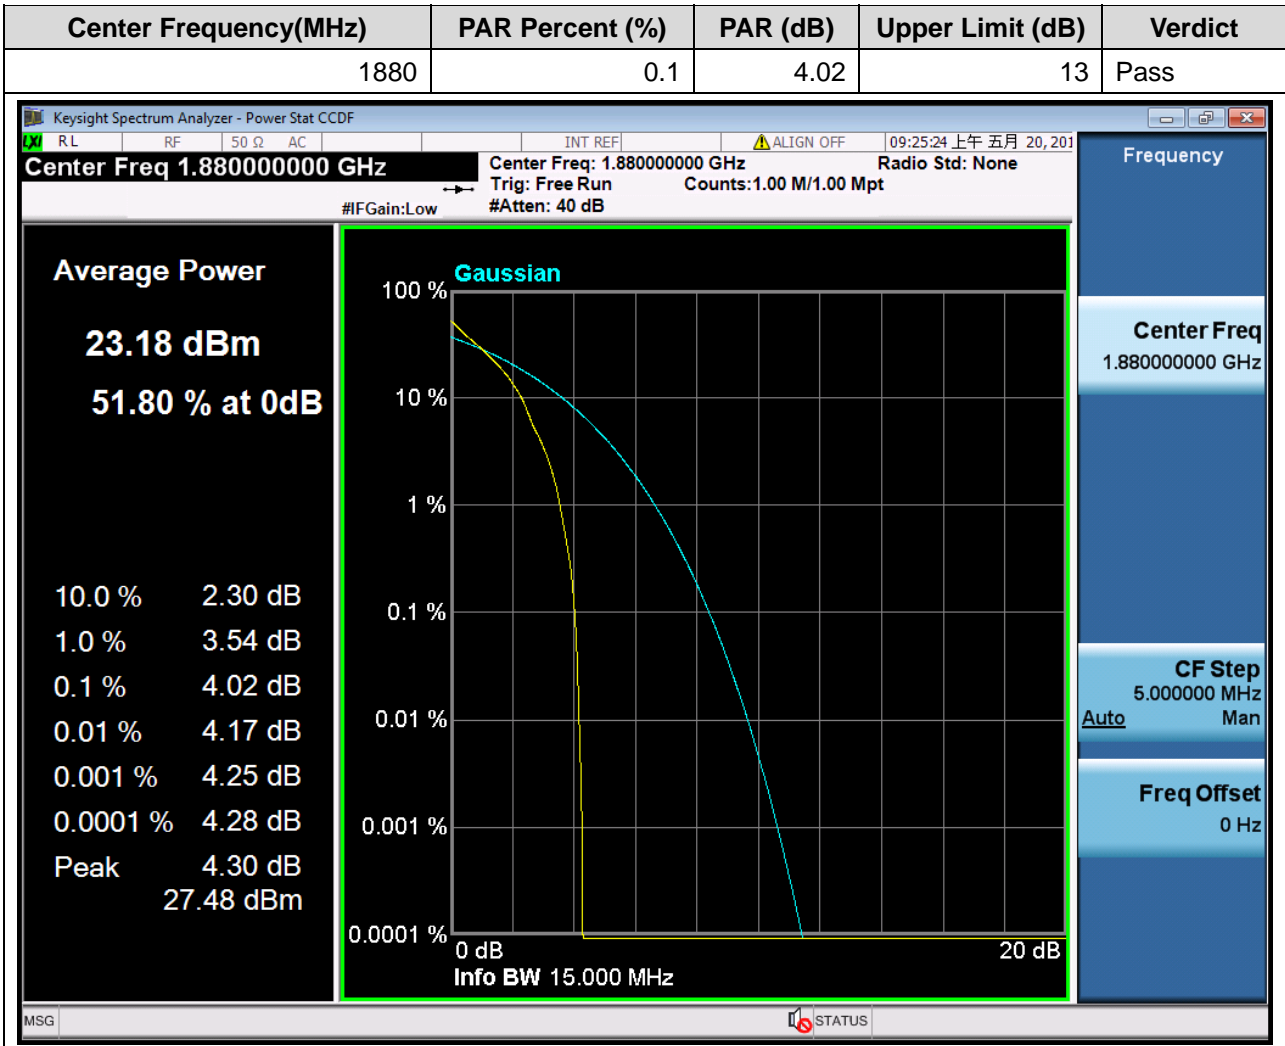 Center Frequency(MHz) PAR Percent (%) PAR (dB) Upper Limit (dB) Verdict
1880 0.1 4.02 13 Pass
Keysight Spectrum Analyzer - Power Stat CCDF
LXI RL RF 50 Ω AC INT REF ALIGN OFF 09:25:24 上午 五月 20, 201
Center Freq 1.880000000 GHz
Center Freq: 1.880000000 GHz Radio Std: None
Trig: Free Run Counts:1.00 M/1.00 Mpt
#IFGain:Low #Atten: 40 dB
Average Power
23.18 dBm
51.80 % at 0dB
10.0 % 2.30 dB
1.0 % 3.54 dB
0.1 % 4.02 dB
0.01 % 4.17 dB
0.001 % 4.25 dB
0.0001 % 4.28 dB
Peak 4.30 dB
27.48 dBm
Gaussian
100 %
10 %
1 %
0.1 %
0.01 %
0.001 %
0.0001 %
0 dB 20 dB
Info BW 15.000 MHz
Frequency
Center Freq
1.880000000 GHz
CF Step
5.000000 MHz
Auto Man
Freq Offset
0 Hz
MSG STATUS